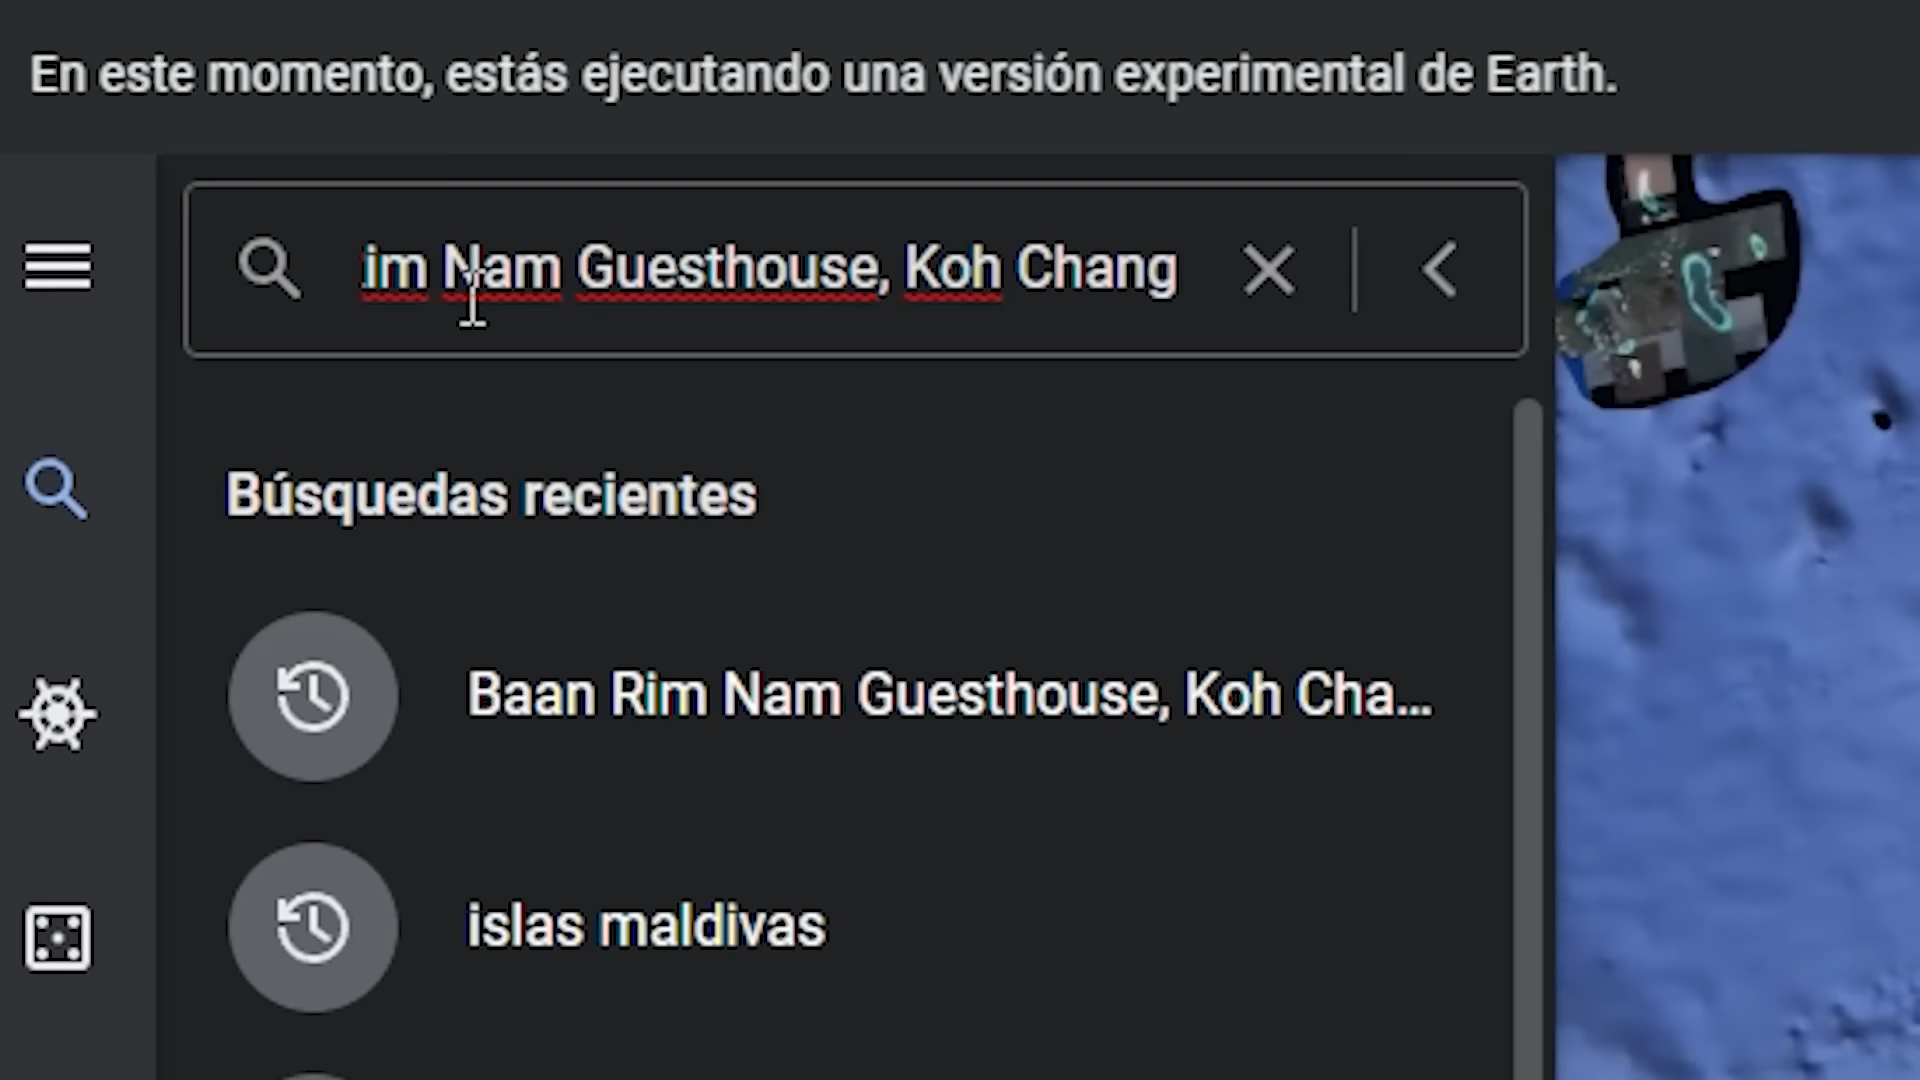 En este momento, estás ejecutando una versión experimental de Earth.
im Nam Guesthouse, Koh Chang
Búsquedas recientes
Baan Rim Nam Guesthouse, Koh Cha...
islas maldivas